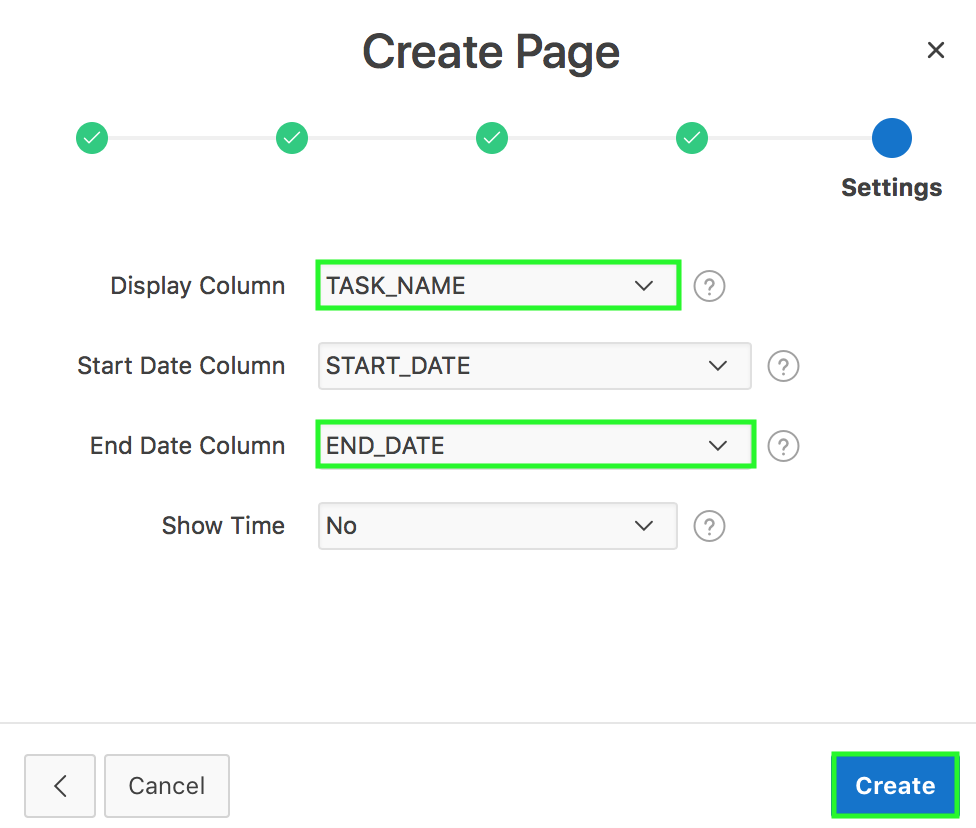 Create Page
Settings
Display Column TASK_NAME ?
Start Date Column START_DATE ?
End Date Column END_DATE ?
Show Time No ?
Cancel Create